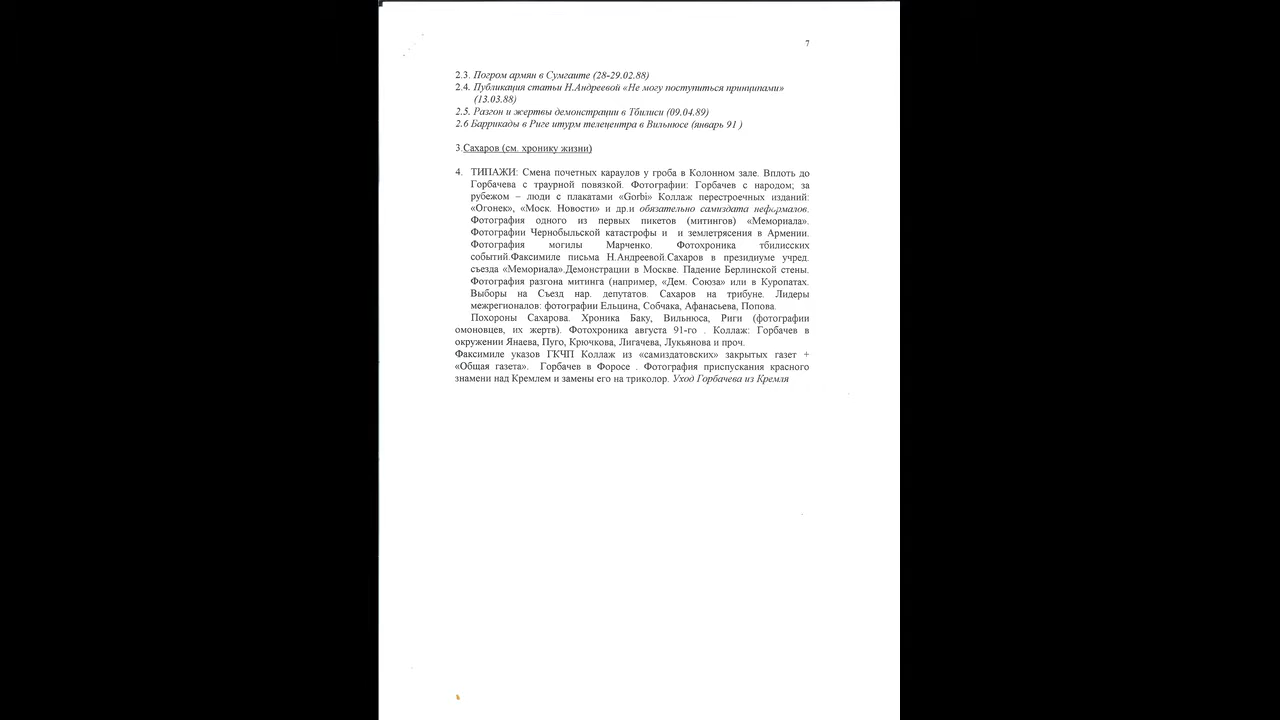 7
2.3. Погром армян в Сумгаите (28-29.02.88)
2.4. Публикация статьи Н.Андреевой «Не могу поступиться принципами»
(13.03.88)
2.5. Разгон и жертвы демонстрации в Тбилиси (09.04.89)
2.6 Баррикады в Риге штурм телецентра в Вильнюсе (январь 91 )
3.Сахаров (см. хронику жизни)
4. ТИПАЖИ: Смена почетных караулов у гроба в Колонном зале. Вплоть до
Горбачева с траурной повязкой. Фотографии: Горбачев с народом; за
рубежом – люди с плакатами «Gorbi» Коллаж перестроечных изданий:
«Огонек», «Моск. Новости» и др.и обязательно самиздата неформалов.
Фотография одного из первых пикетов (митингов) «Мемориала».
Фотографии Чернобыльской катастрофы и и землетрясения в Армении.
Фотография могилы Марченко. Фотохроника тбилисских
событий.Факсимиле письма Н.Андреевой.Сахаров в президиуме учред.
съезда «Мемориала».Демонстрации в Москве. Падение Берлинской стены.
Фотография разгона митинга (например, «Дем. Союза» или в Куропатах.
Выборы на Съезд нар. депутатов. Сахаров на трибуне. Лидеры
межрегионалов: фотографии Ельцина, Собчака, Афанасьева, Попова.
Похороны Сахарова. Хроника Баку, Вильнюса, Риги (фотографии
омоновцев, их жертв). Фотохроника августа 91-го . Коллаж: Горбачев в
окружении Янаева, Пуго, Крючкова, Лигачева, Лукьянова и проч.
Факсимиле указов ГКЧП Коллаж из «самиздатовских» закрытых газет +
«Общая газета». Горбачев в Форосе . Фотография приспускания красного
знамени над Кремлем и замены его на триколор. Уход Горбачева из Кремля